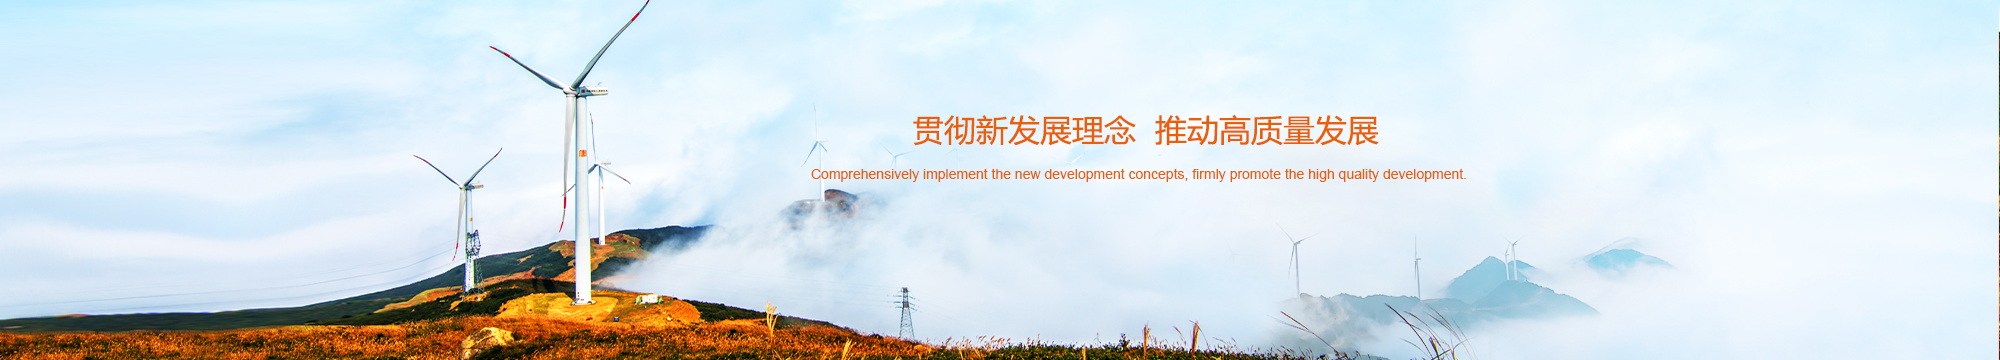 贯彻新发展理念 推动高质量发展
Comprehensively implement the new development concepts, firmly promote the high quality development.